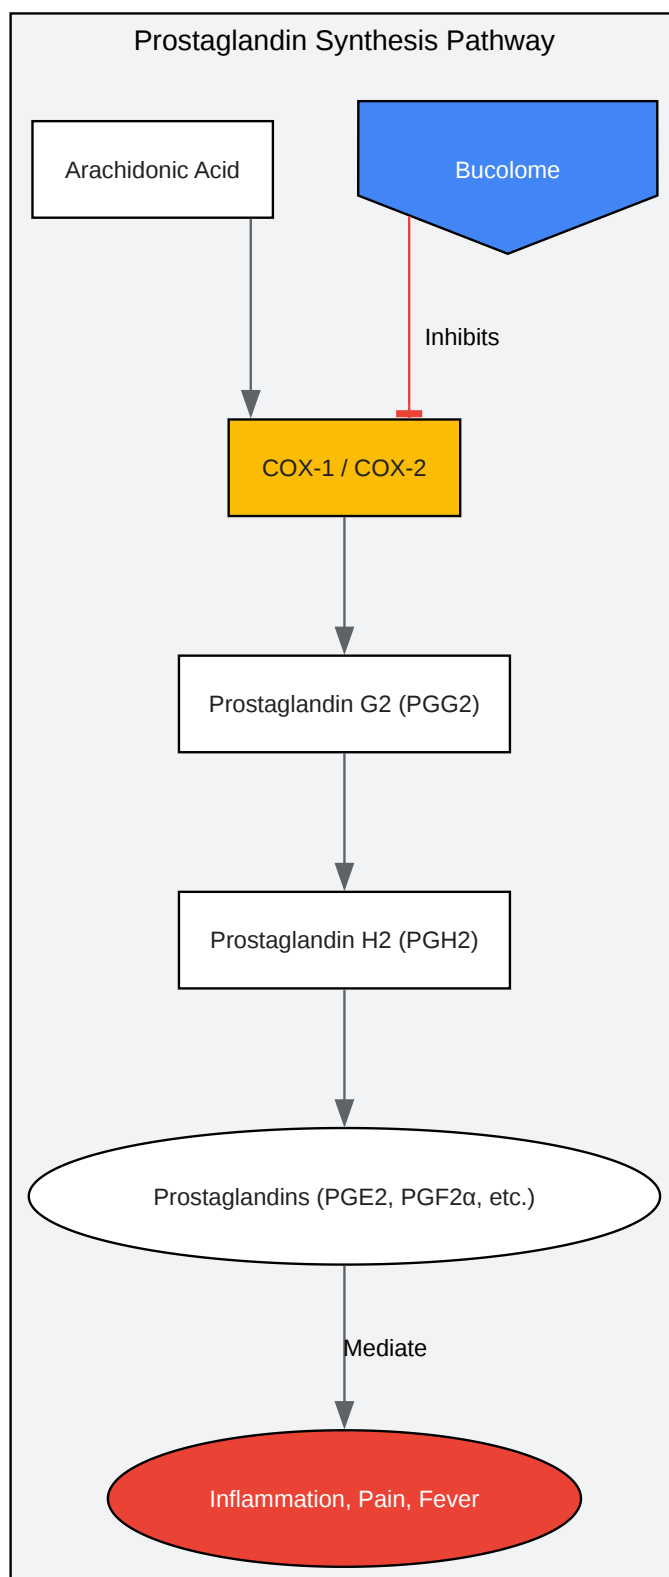 Prostaglandin Synthesis Pathway
Arachidonic Acid
Bucolome
Inhibits
COX-1 / COX-2
Prostaglandin G2 (PGG2)
Prostaglandin H2 (PGH2)
Prostaglandins (PGE2, PGF2α, etc.)
Mediate
Inflammation, Pain, Fever